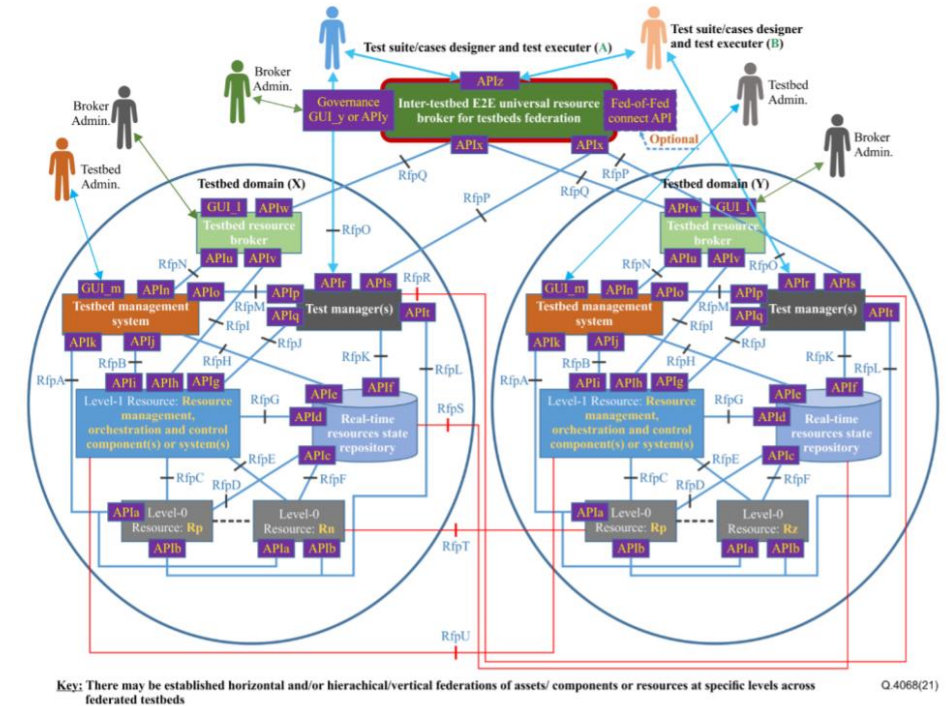 Test suite/cases designer and test executer (A)
Test suite/cases designer
and test executer (B)
Broker
Admin.
Broker
Admin.
Testbed
Admin.
Testbed
Admin.
Broker
Admin.
APIz
Governance
GUI_y or APIy
Inter-testbed E2E universal resource
broker for testbeds federation
Fed-of-Fed
connect API
Optional
APIx
APIx
RfpQ
RfpP
RfpQ
RfpP
Testbed domain (X)
GUI_l
APIw
Testbed resource
broker
APIu
APIv
RfpO
RfpN
RfpR
GUI_m
APIn
APIo
APIp
APIr
APIs
RfpM
Testbed management
system
APIq
Test manager(s)
APIt
RfpI
APIk
APIj
RfpJ
RfpB
RfpH
RfpK
RfpL
RfpA
APIi
APIh
APIg
APIe
APIf
Level-1 Resource: Resource
management,
orchestration and control
component(s) or system(s)
RfpG
APId
Real-time
resources state
repository
RfpS
APIc
RfpE
RfpC
RfpD
RfpF
APIa
Level-0
Resource: Rp
Level-0
Resource: Rn
APIb
APIa
APIb
RfpT
RfpU
Testbed domain (Y)
APIw
GUI_l
Testbed resource
broker
APIu
APIv
RfpO
RfpN
GUI_m
APIn
APIo
APIp
APIr
APIs
RfpM
Testbed management
system
APIq
Test manager(s)
APIt
RfpI
APIk
APIj
RfpJ
RfpB
RfpH
RfpK
RfpL
RfpA
APIi
APIh
APIg
APIe
APIf
Level-1 Resource: Resource
management,
orchestration and control
component(s) or system(s)
RfpG
APId
Real-time
resources state
repository
APIc
RfpE
RfpC
RfpD
RfpF
APIa
Level-0
Resource: Rp
Level-0
Resource: Rz
APIb
APIa
APIb
Key: There may be established horizontal and/or hierachical/vertical federations of assets/ components or resources at specific levels across
federated testbeds
Q.4068(21)